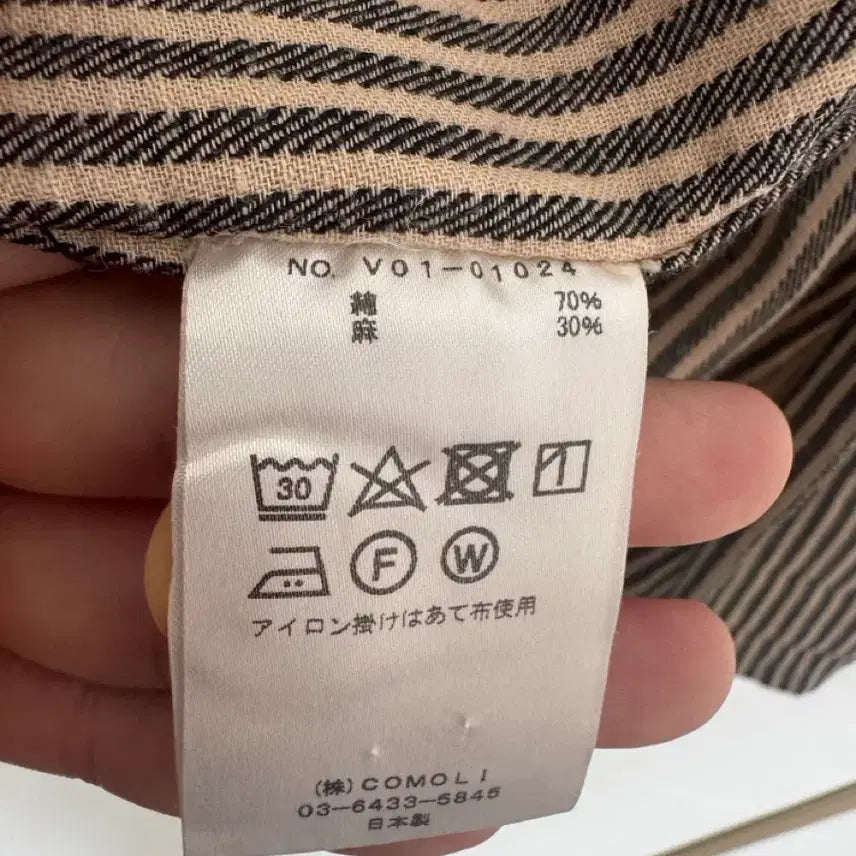 NO. V01-01024
綿 70%
麻 30%
30
F W
アイロン掛けはあて布使用
(株)COMOLI
03-6433-5845
日本製